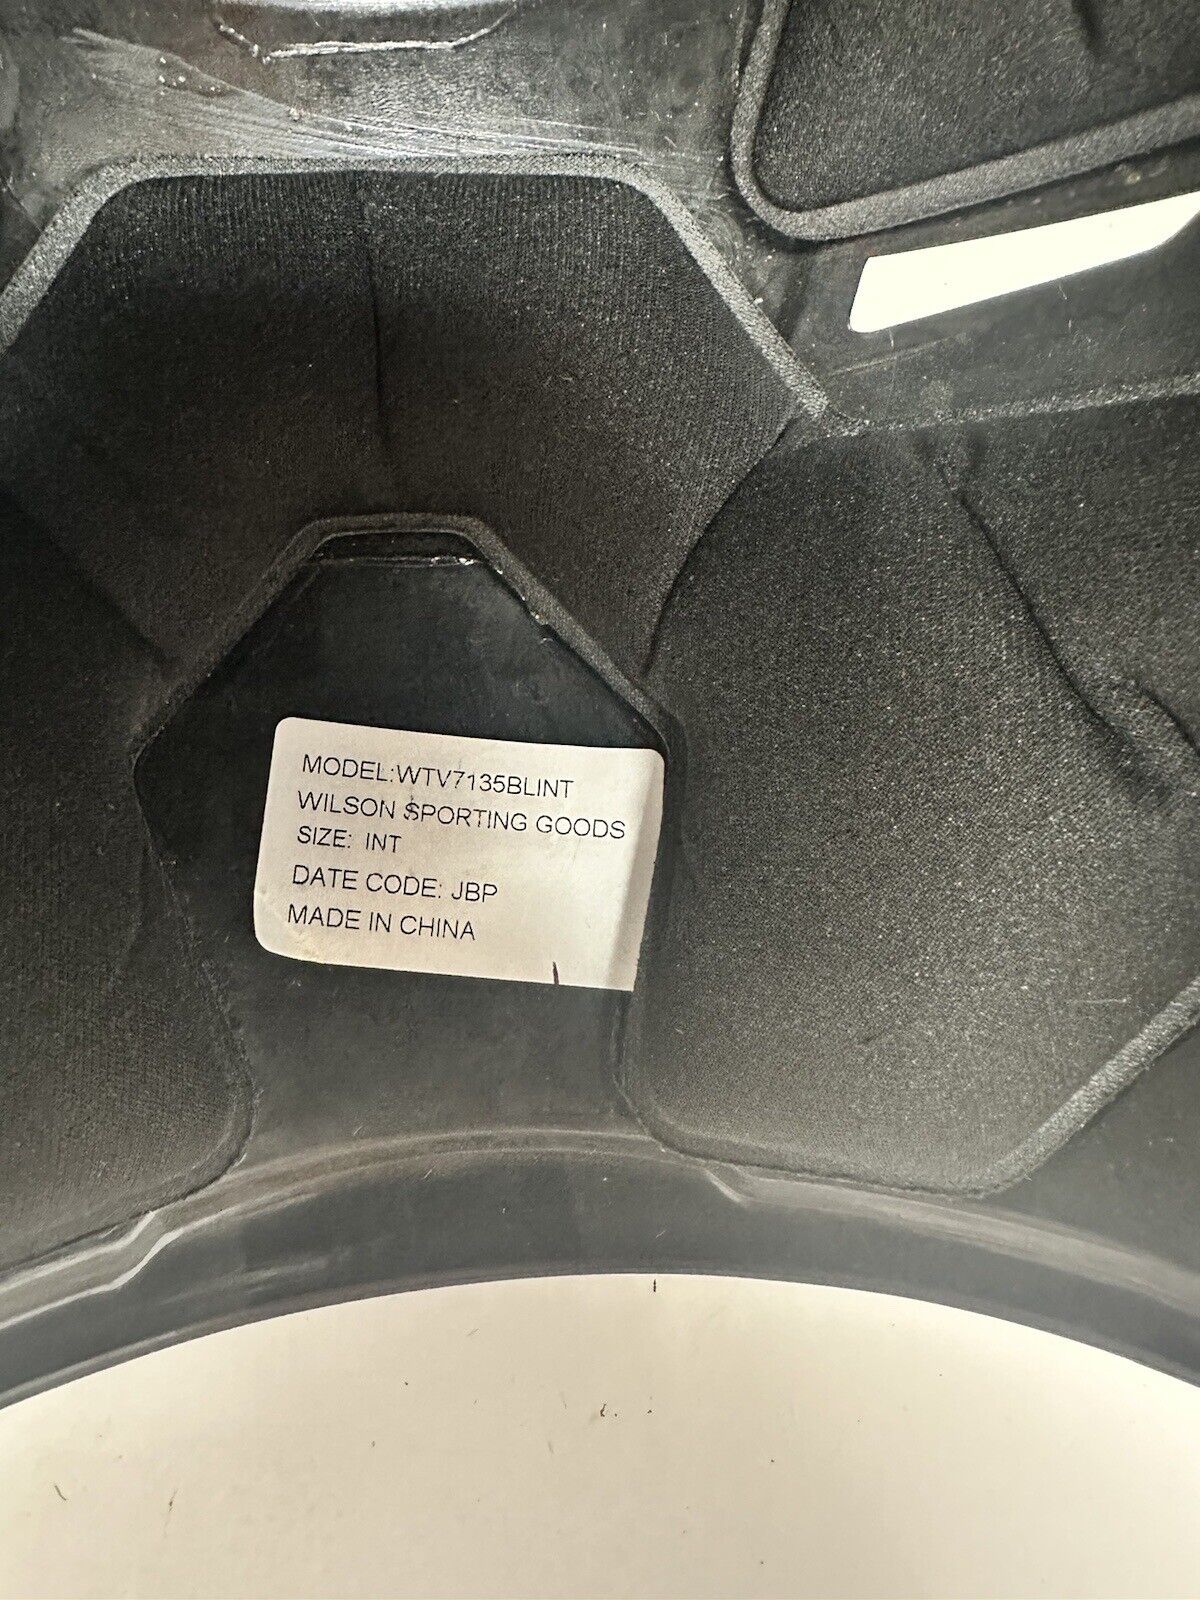 MODEL:WTV7135BLINT
WILSON SPORTING GOODS
SIZE: INT
DATE CODE: JBP
MADE IN CHINA